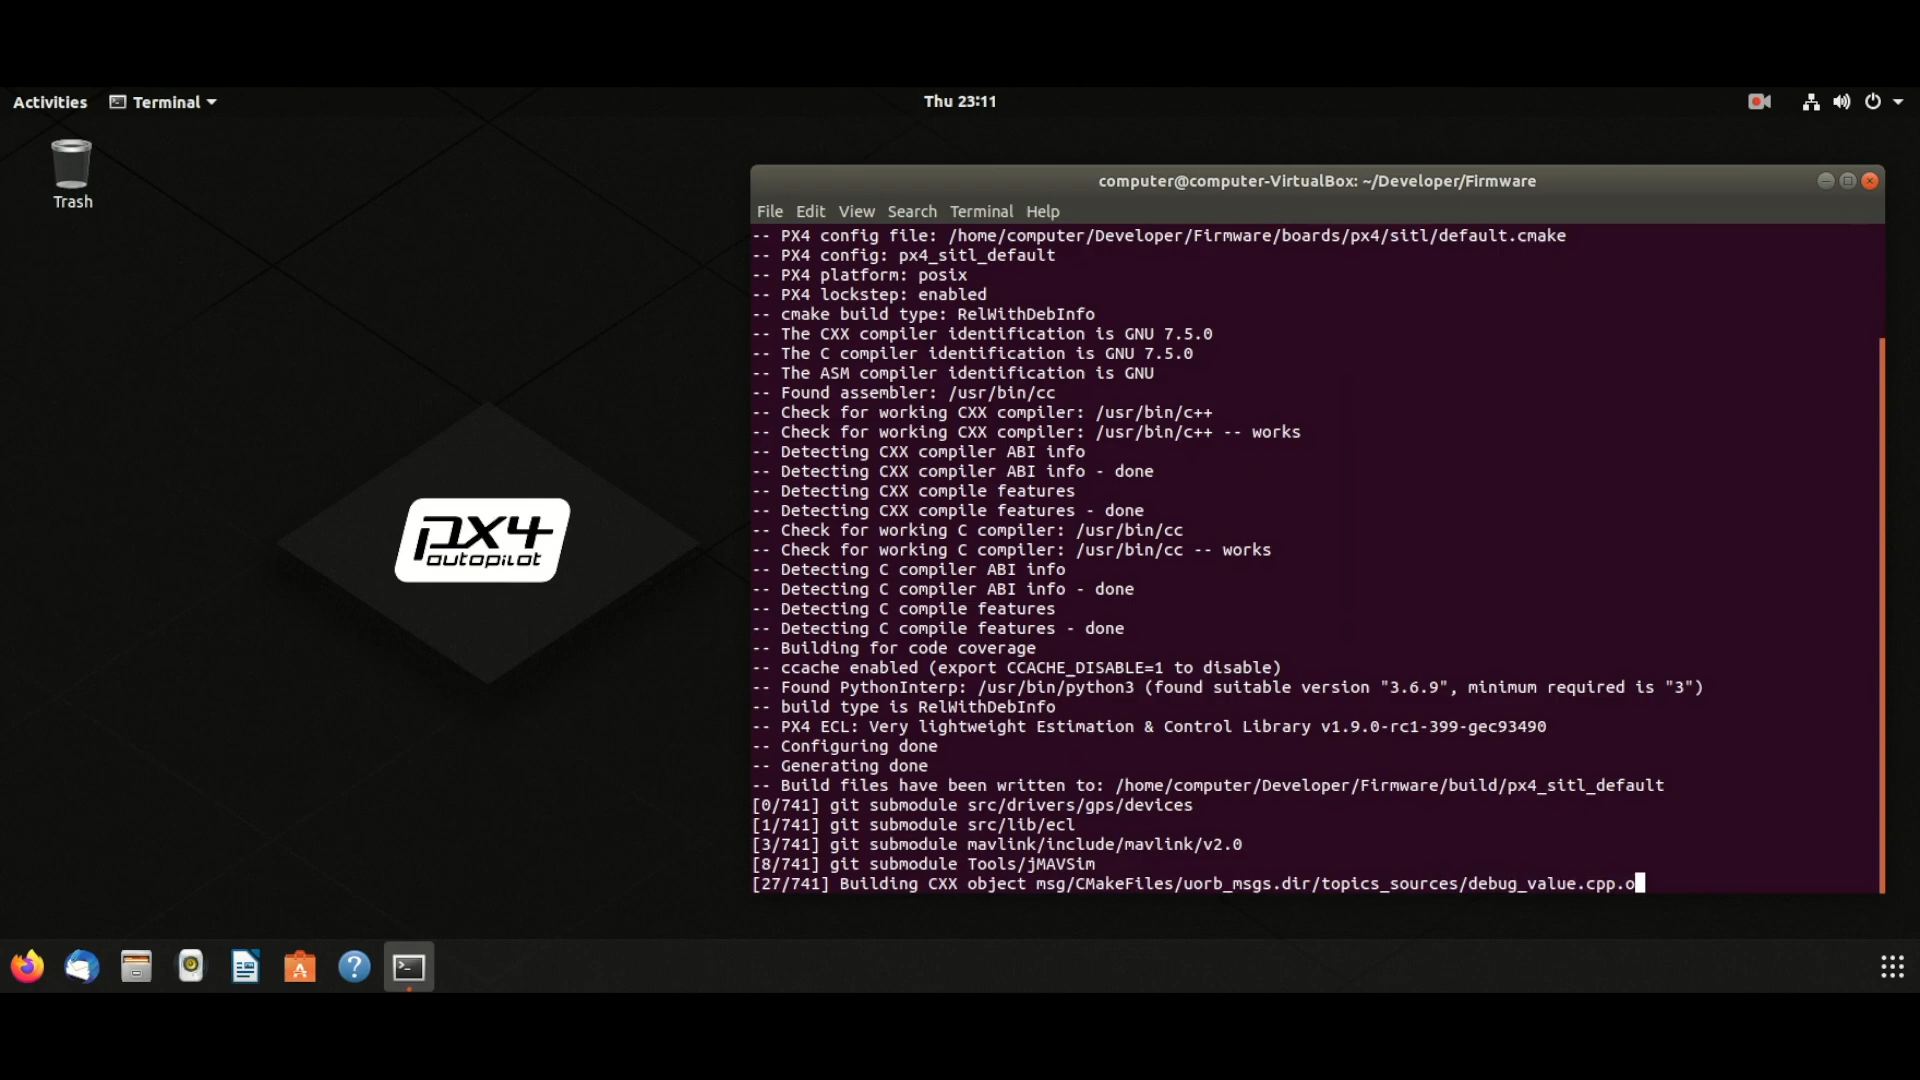 Activities Terminal Thu 23:11
Trash
computer@computer-VirtualBox: ~/Developer/Firmware
File Edit View Search Terminal Help
-- PX4 config file: /home/computer/Developer/Firmware/boards/px4/sitl/default.cmake
-- PX4 config: px4_sitl_default
-- PX4 platform: posix
-- PX4 lockstep: enabled
-- cmake build type: RelWithDebInfo
-- The CXX compiler identification is GNU 7.5.0
-- The C compiler identification is GNU 7.5.0
-- The ASM compiler identification is GNU
-- Found assembler: /usr/bin/cc
-- Check for working CXX compiler: /usr/bin/c++
-- Check for working CXX compiler: /usr/bin/c++ -- works
-- Detecting CXX compiler ABI info
-- Detecting CXX compiler ABI info - done
-- Detecting CXX compile features
-- Detecting CXX compile features - done
-- Check for working C compiler: /usr/bin/cc
-- Check for working C compiler: /usr/bin/cc -- works
-- Detecting C compiler ABI info
-- Detecting C compiler ABI info - done
-- Detecting C compile features
-- Detecting C compile features - done
-- Building for code coverage
-- ccache enabled (export CCACHE_DISABLE=1 to disable)
-- Found PythonInterp: /usr/bin/python3 (found suitable version "3.6.9", minimum required is "3")
-- build type is RelWithDebInfo
-- PX4 ECL: Very lightweight Estimation & Control Library v1.9.0-rc1-399-gec93490
-- Configuring done
-- Generating done
-- Build files have been written to: /home/computer/Developer/Firmware/build/px4_sitl_default
[0/741] git submodule src/drivers/gps/devices
[1/741] git submodule src/lib/ecl
[3/741] git submodule mavlink/include/mavlink/v2.0
[8/741] git submodule Tools/jMAVSim
[27/741] Building CXX object msg/CMakeFiles/uorb_msgs.dir/topics_sources/debug_value.cpp.o
px4
autopilot